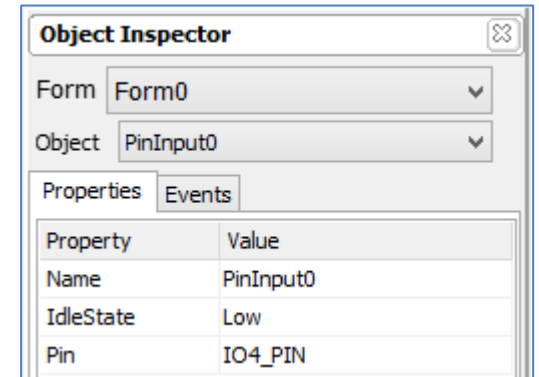 Object Inspector
Form Form0
Object PinInput0
Properties Events
Property Value
Name PinInput0
IdleState Low
Pin IO4_PIN